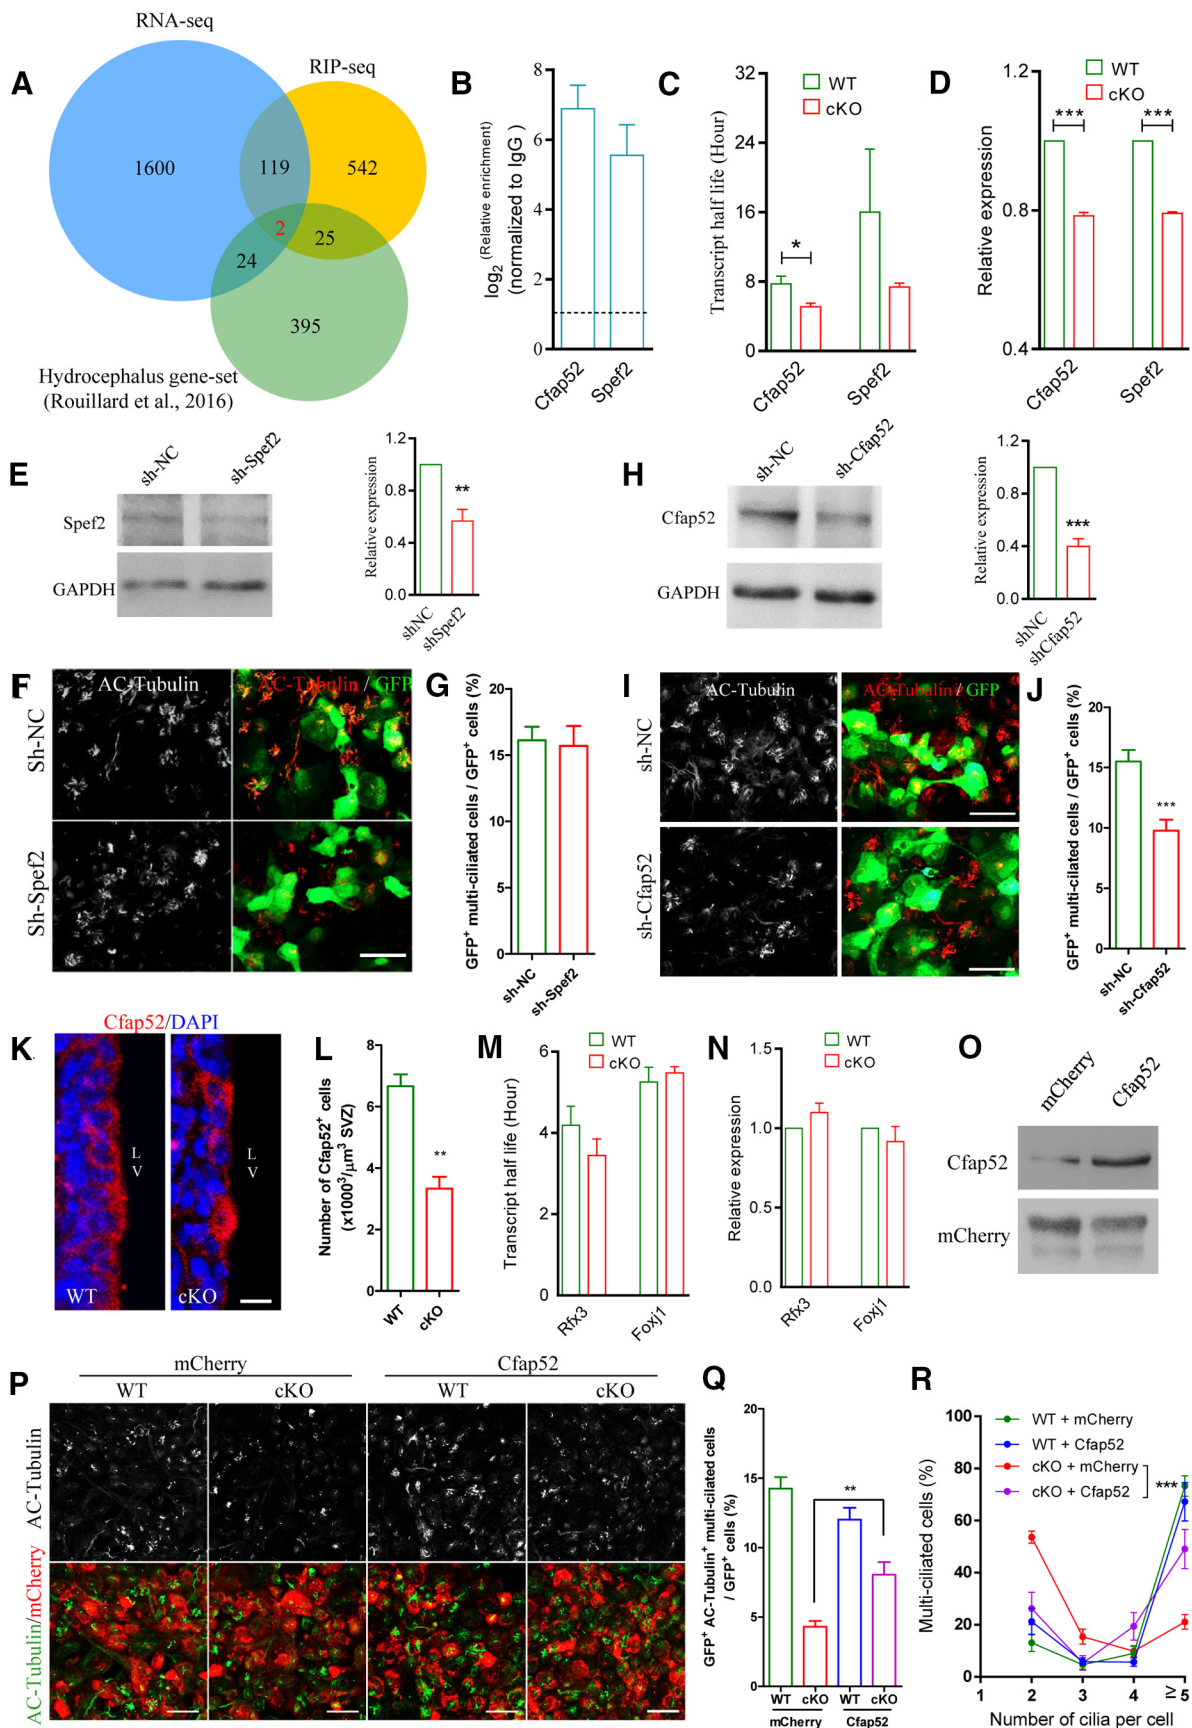 RNA-seq
RIP-seq
A
1600
119
542
2
25
24
395
Hydrocephalus gene-set
(Rouillard et al., 2016)
B
log2 (Relative enrichment)
(normalized to IgG )
8
6
4
2
0
Cfap52
Spef2
C
WT
cKO
Transcript half life (Hour)
32
24
16
8
0
*
Cfap52
Spef2
D
WT
cKO
Relative expression
1.2
0.8
0.4
***
***
Cfap52
Spef2
E
sh-NC
sh-Spef2
Spef2
GAPDH
Relative expression
1.2
0.8
0.4
0.0
**
shNC
shSpef2
H
sh-NC
sh-Cfap52
Cfap52
GAPDH
Relative expression
1.2
0.8
0.4
0.0
***
shNC
shCfap52
F
AC-Tubulin
AC-Tubulin / GFP
Sh-NC
Sh-Spef2
G
GFP+ multi-ciliated cells / GFP+ cells (%)
20
15
15
5
0
sh-NC
sh-Spef2
I
AC-Tubulin
AC-Tubulin / GFP
sh-NC
sh-Cfap52
J
GFP+ multi-ciliated cells / GFP+ cells (%)
20
15
10
15
0
***
sh-NC
sh-Cfap52
K
Cfap52/DAPI
L
V
L
V
WT
cKO
L
Number of Cfap52+ cells
(x1000³/µm³ SVZ)
8
6
4
2
0
**
WT
cKO
M
WT
cKO
Transcript half life (Hour)
6
4
2
0
Rfx3
Foxj1
N
WT
cKO
Relative expression
1.5
1.0
0.5
0.0
Rfx3
Foxj1
O
mCherry
Cfap52
Cfap52
mCherry
P
mCherry
Cfap52
WT
cKO
WT
cKO
AC-Tubulin
AC-Tubulin/mCherry
Q
GFP+ AC-Tubulin+ multi-ciliated cells
/ GFP+ cells (%)
20
15
10
5
0
**
WT
cKO
WT
cKO
mCherry
Cfap52
R
WT + mCherry
WT + Cfap52
cKO + mCherry
cKO + Cfap52
***
Multi-ciliated cells (%)
100
80
60
40
20
0
1
2
3
4
≥5
Number of cilia per cell